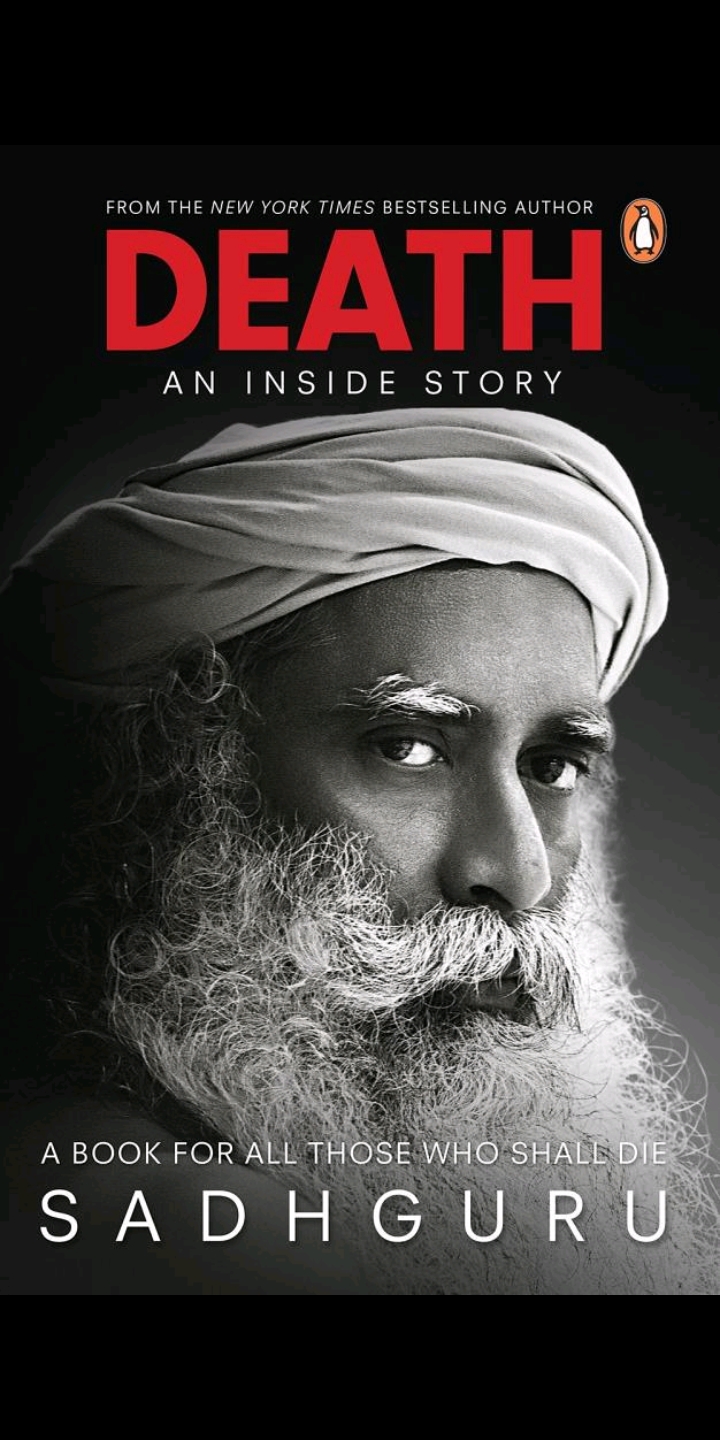 FROM THE NEW YORK TIMES BESTSELLING AUTHOR
DEATH
AN INSIDE STORY
A BOOK FOR ALL THOSE WHO SHALL DIE
SADHGURU